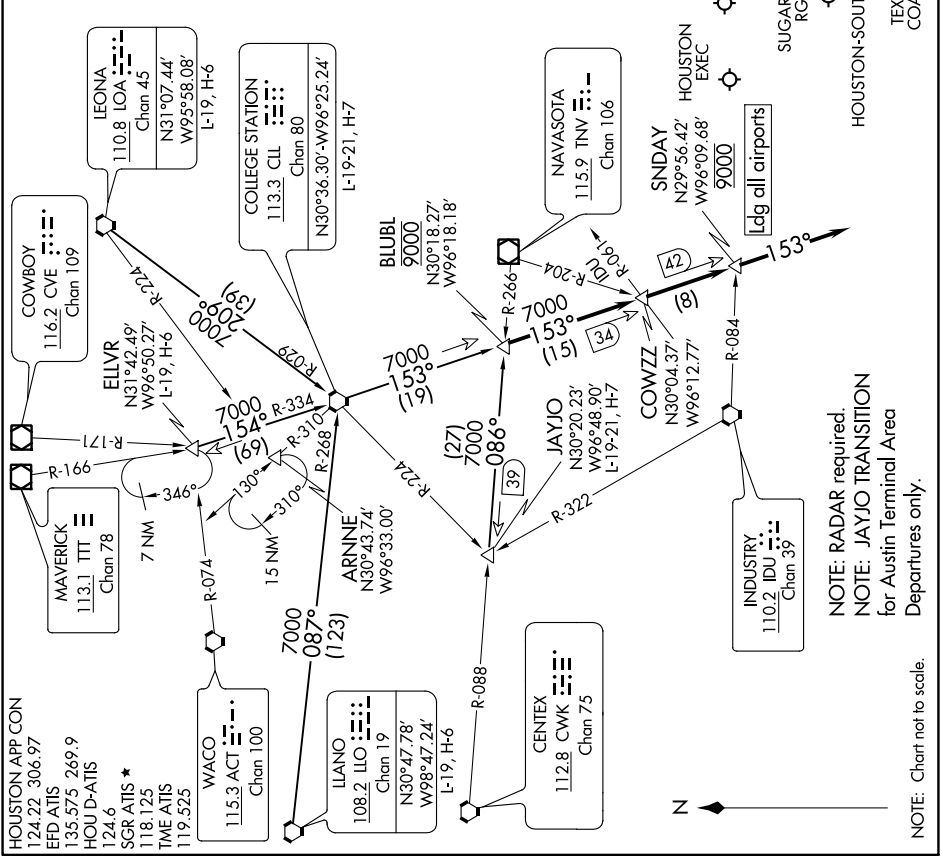 HOUSTON APP CON
124.22 306.97
EFD ATIS
135.575 269.9
HOU D-ATIS
124.6
SGR ATIS ★
118.125
TME ATIS
119.525
MAVERICK
113.1 TTT
Chan 78
COWBOY
116.2 CVE
Chan 109
LEONA
110.8 LOA
Chan 45
N31°07.44′
W95°58.08′
L-19, H-6
R-166
R-171
ELLVR
N31°42.49′
W96°50.27′
L-19, H-6
7 NM
346°
R-224
7000
209°
(39)
R-029
WACO
115.3 ACT
Chan 100
R-074
15 NM
130°
310°
7000
154°
(69)
R-334
R-310
R-268
ARNNE
N30°43.74′
W96°33.00′
COLLEGE STATION
113.3 CLL
Chan 80
N30°36.30′-W96°25.24′
L-19-21, H-7
LLANO
108.2 LLO
Chan 19
N30°47.78′
W98°47.24′
L-19, H-6
7000
087°
(123)
7000
153°
(19)
R-224
BLUBL
9000
N30°18.27′
W96°18.18′
NAVASOTA
115.9 TNV
Chan 106
R-266
R-204
IDU
R-061
CENTEX
112.8 CWK
Chan 75
R-088
(27)
7000
086°
39
JAYJO
N30°20.23′
W96°48.90′
L-19-21, H-7
7000
153°
(15)
34
COWZZ
N30°04.37′
W96°12.77′
42
(8)
SNDAY
N29°56.42′
W96°09.68′
9000
Ldg all airports
153°
R-322
R-084
INDUSTRY
110.2 IDU
Chan 39
HOUSTON
EXEC
SUGAR
RG
HOUSTON-SOUT
TEX
COA
N
NOTE: RADAR required.
NOTE: JAYJO TRANSITION
for Austin Terminal Area
Departures only.
NOTE: Chart not to scale.